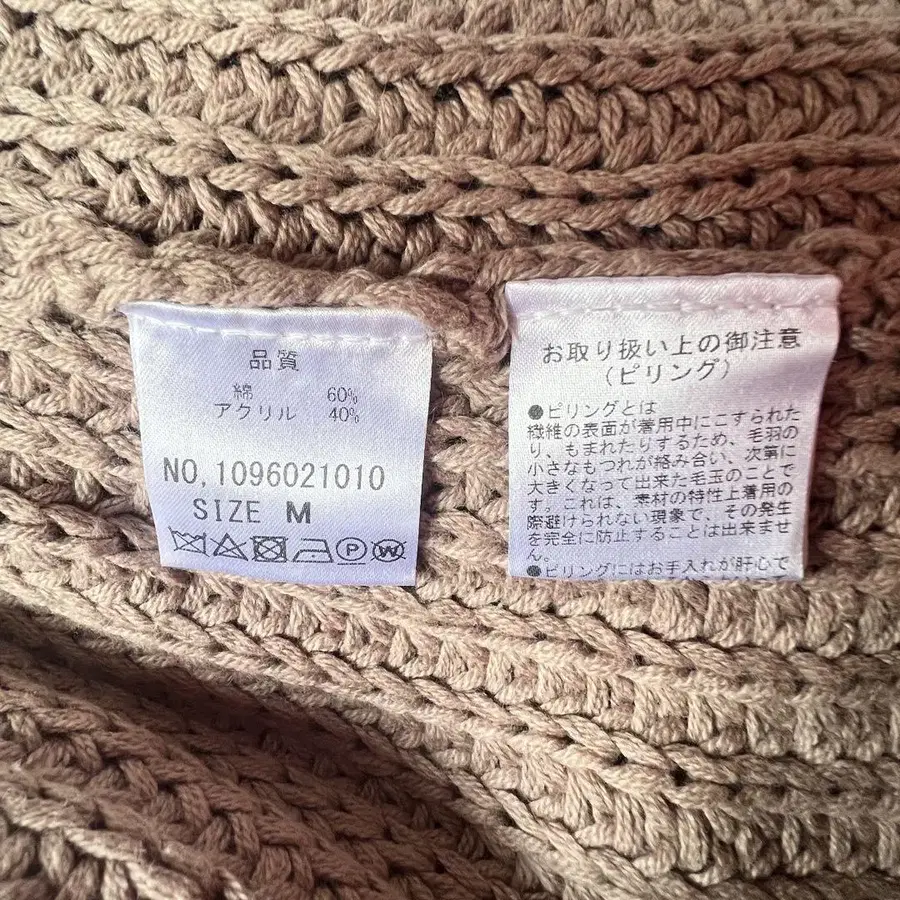 品質
綿 60%
アクリル 40%
NO,1096021010
SIZE M
P W
お取り扱い上の御注意
(ピリング)
●ピリングとは
繊維の表面が着用中にこすられた
り、もまれたりするため、毛羽の
小さなもつれが絡み合い、次第に
大きくなって出来た毛玉のことで
す。これは、素材の特性上着用の
際避けられない現象で、その発生
を完全に防止することは出来ませ
ん。
●ピリングにはお手入れが肝心で